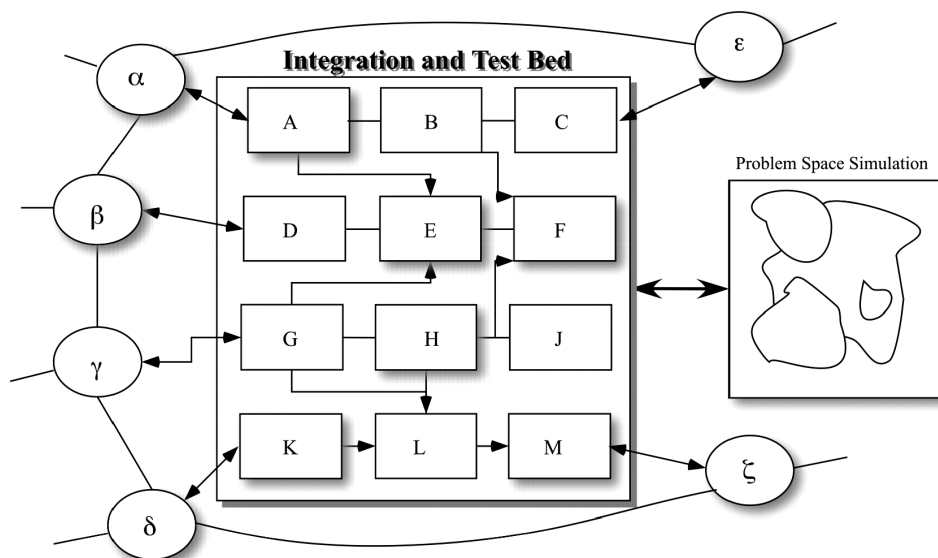 ε
α
Integration and Test Bed
A B C
Problem Space Simulation
β
D E F
γ
G H J
K L M
ζ
δ